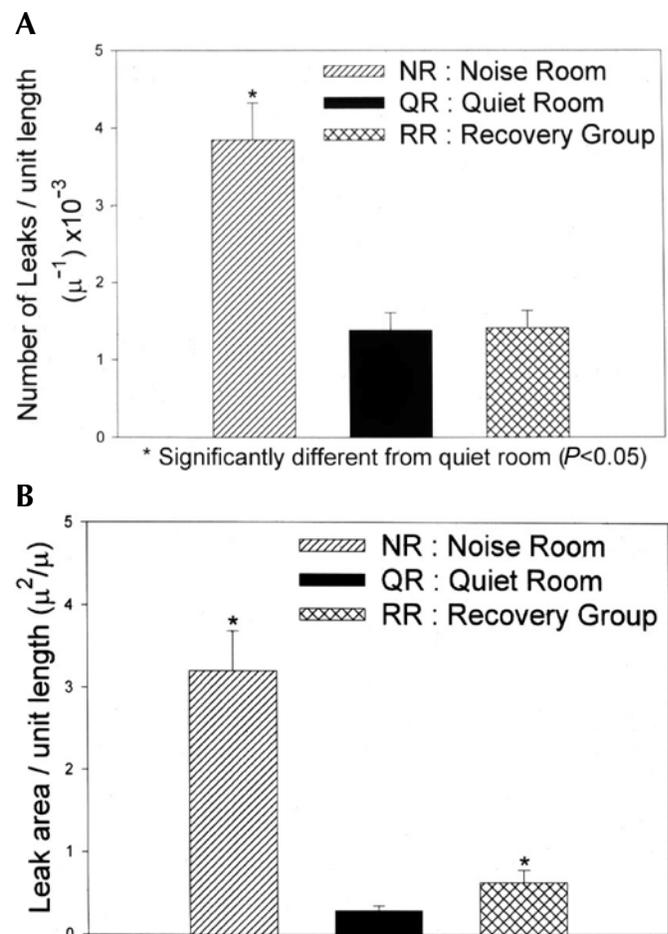 A
Number of Leaks / unit length
(μ⁻¹) x10⁻³
5
4
3
2
1
0
*
NR : Noise Room
QR : Quiet Room
RR : Recovery Group
* Significantly different from quiet room (P<0.05)
B
Leak area / unit length (μ²/μ)
5
4
3
2
1
0
*
*
NR : Noise Room
QR : Quiet Room
RR : Recovery Group